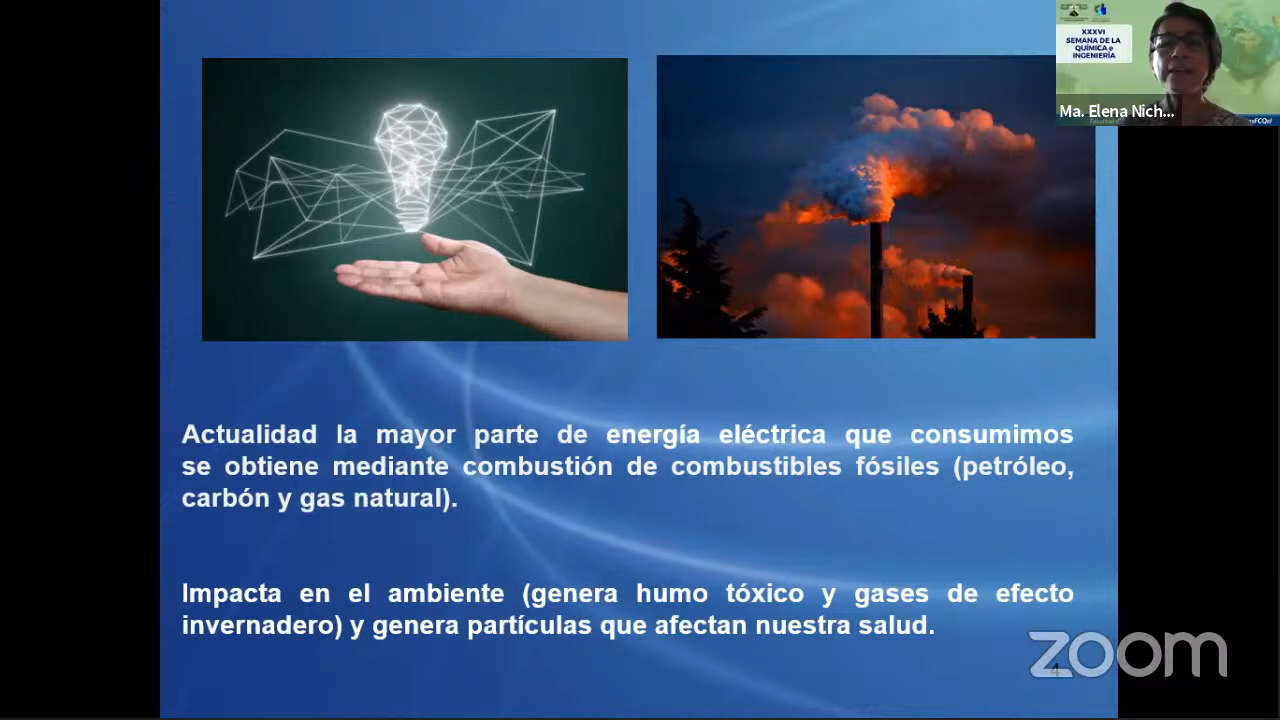 XXXVI
SEMANA DE LA
QUÍMICA e
INGENIERÍA
Ma. Elena Nich...
Actualidad la mayor parte de energía eléctrica que consumimos
se obtiene mediante combustión de combustibles fósiles (petróleo,
carbón y gas natural).
Impacta en el ambiente (genera humo tóxico y gases de efecto
invernadero) y genera partículas que afectan nuestra salud.
4
zoom